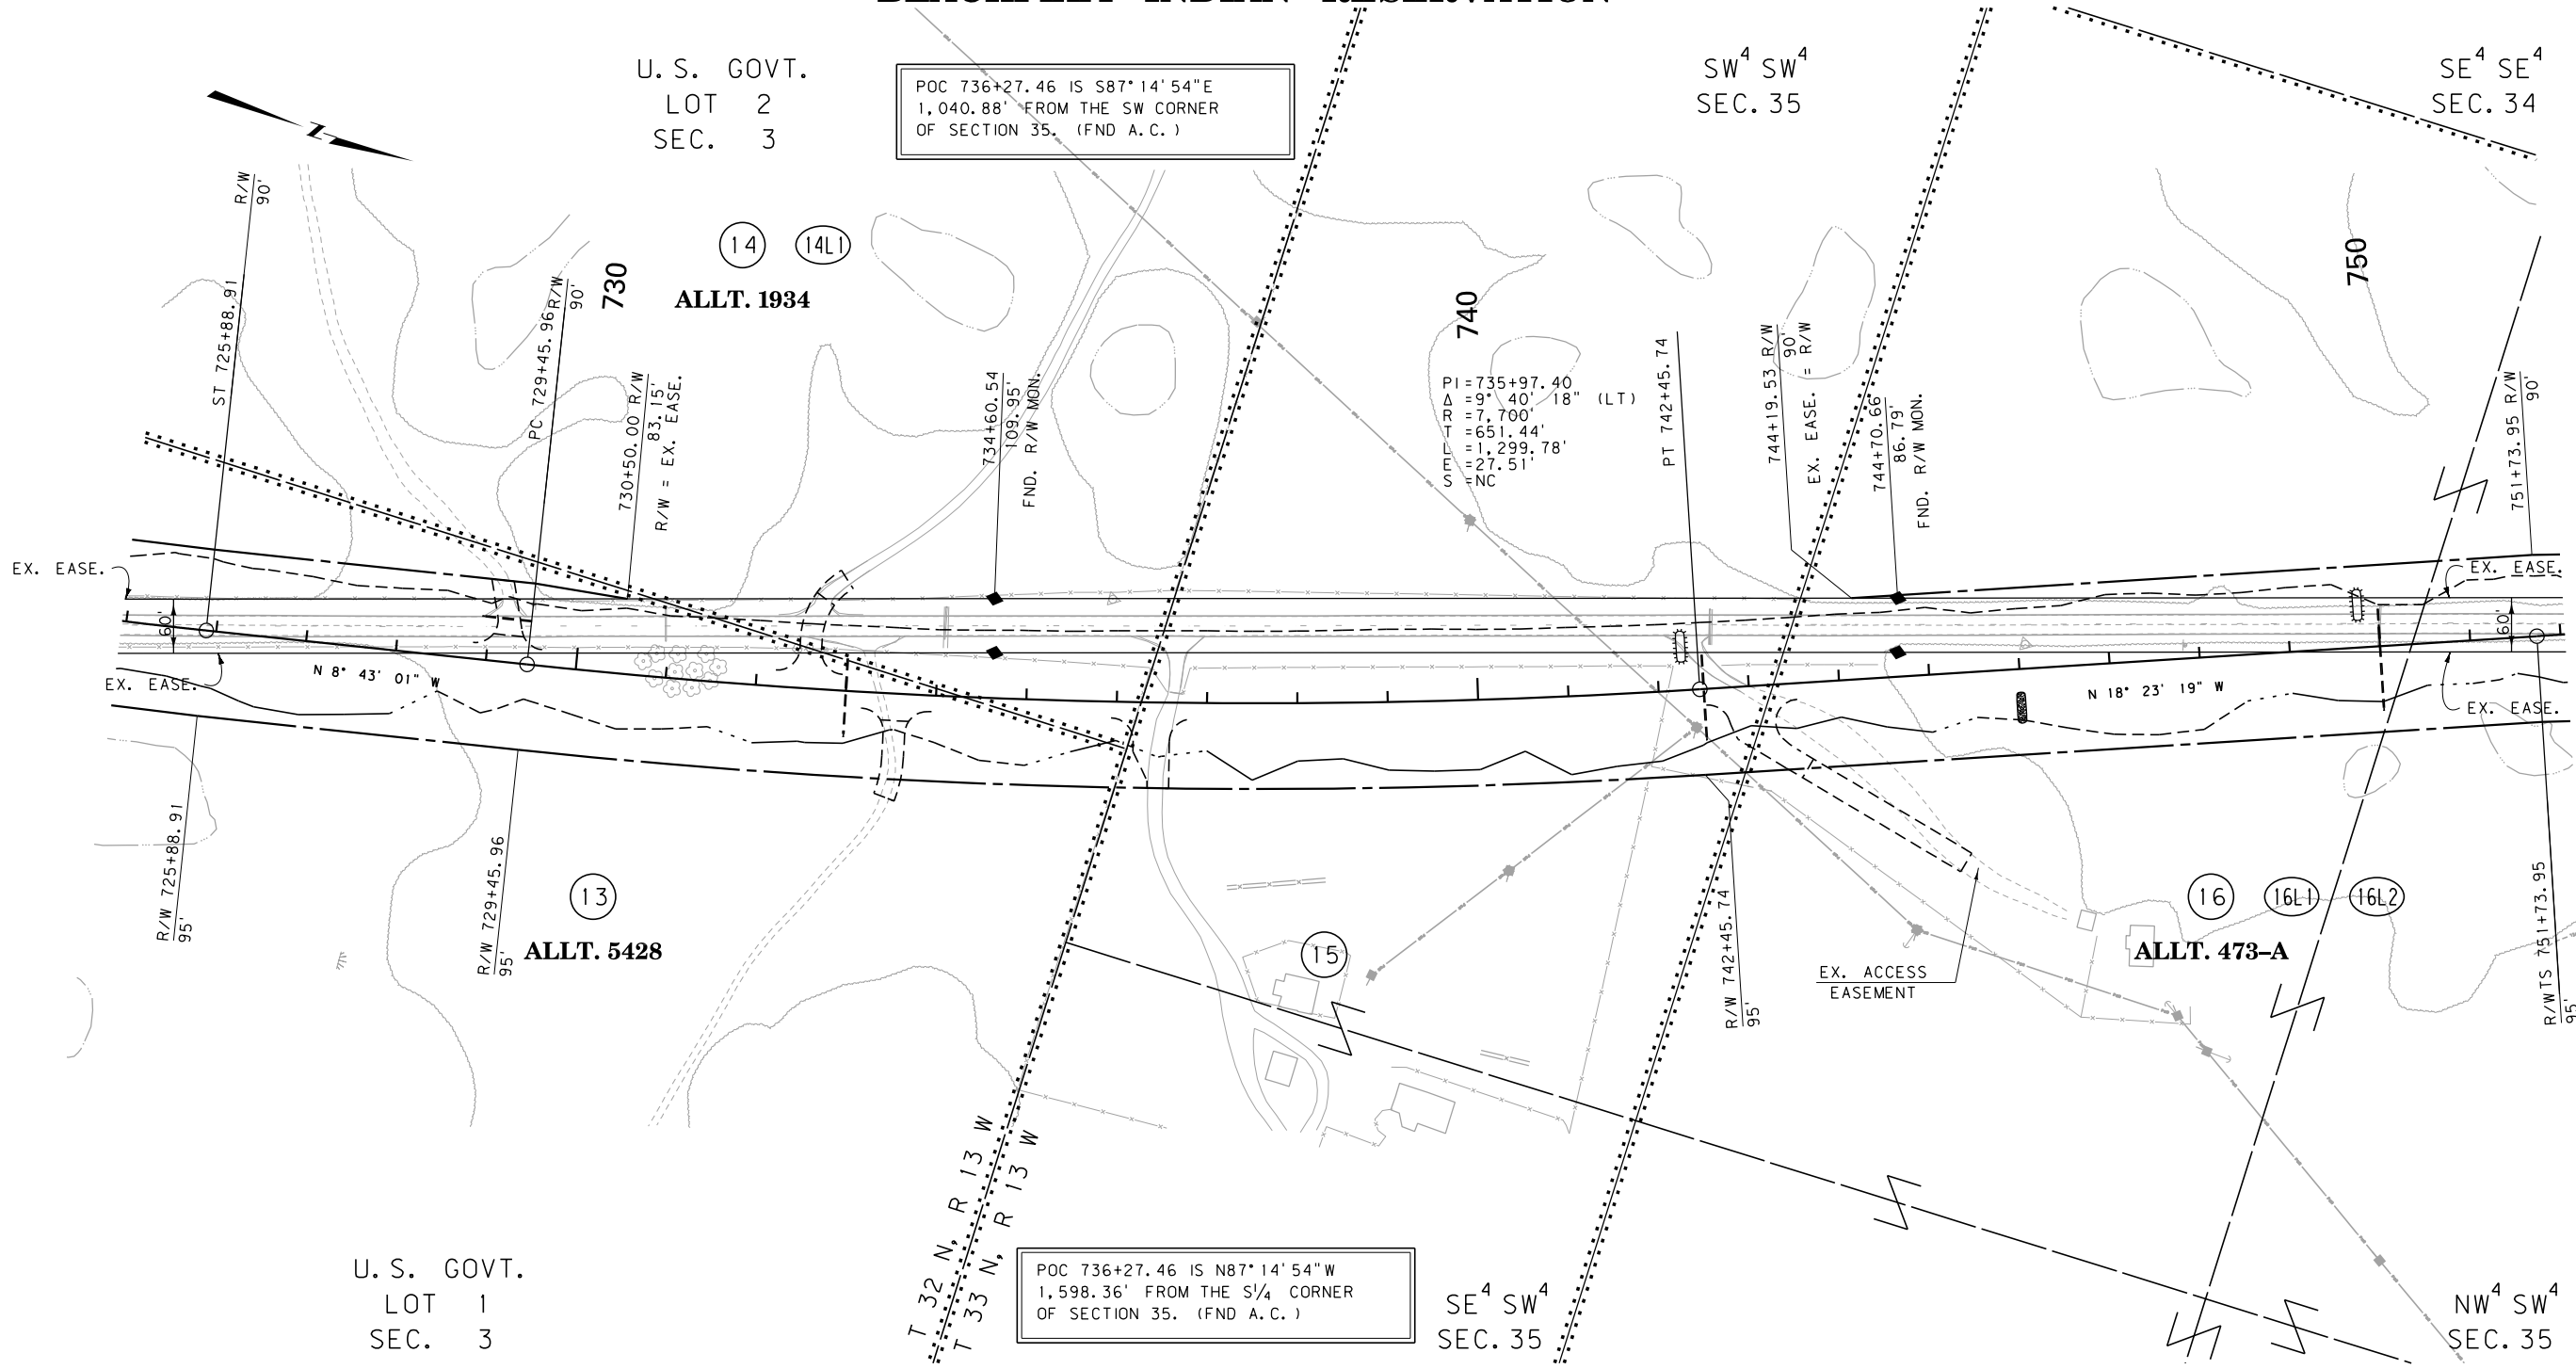 BLACKFEET INDIAN RESERVATION
U.S. GOVT.
LOT 2
SEC. 3
POC 736+27.46 IS S87°14'54"E
1,040.88' FROM THE SW CORNER
OF SECTION 35. (FND A.C.)
SW⁴ SW⁴
SEC. 35
SE⁴ SE⁴
SEC. 34
Z
R/W
90'
ST 725+88.91
14
14L1
ALLT. 1934
730
R/W
90'
PC 729+45.96
730+50.00 R/W
83.15'
R/W = EX. EASE.
734+60.54
109.95'
FND. R/W MON.
740
PI =735+97.40
Δ =9° 40' 18" (LT)
R =7,700'
T =651.44'
L =1,299.78'
E =27.51'
S =NC
PT 742+45.74
744+19.53 R/W
90'
EX. EASE. = R/W
744+70.66
86.79'
FND. R/W MON.
750
751+73.95 R/W
90'
EX. EASE.
60'
EX. EASE.
N 8° 43' 01" W
EX. EASE.
60'
N 18° 23' 19" W
EX. EASE.
R/W 725+88.91
95'
R/W 729+45.96
95'
13
ALLT. 5428
15
R/W 742+45.74
95'
EX. ACCESS
EASEMENT
16
16L1
16L2
ALLT. 473–A
R/WTS 751+73.95
95'
T 32 N, R 13 W
T 33 N, R 13 W
U.S. GOVT.
LOT 1
SEC. 3
POC 736+27.46 IS N87°14'54"W
1,598.36' FROM THE S¼ CORNER
OF SECTION 35. (FND A.C.)
SE⁴ SW⁴
SEC. 35
NW⁴ SW⁴
SEC. 35